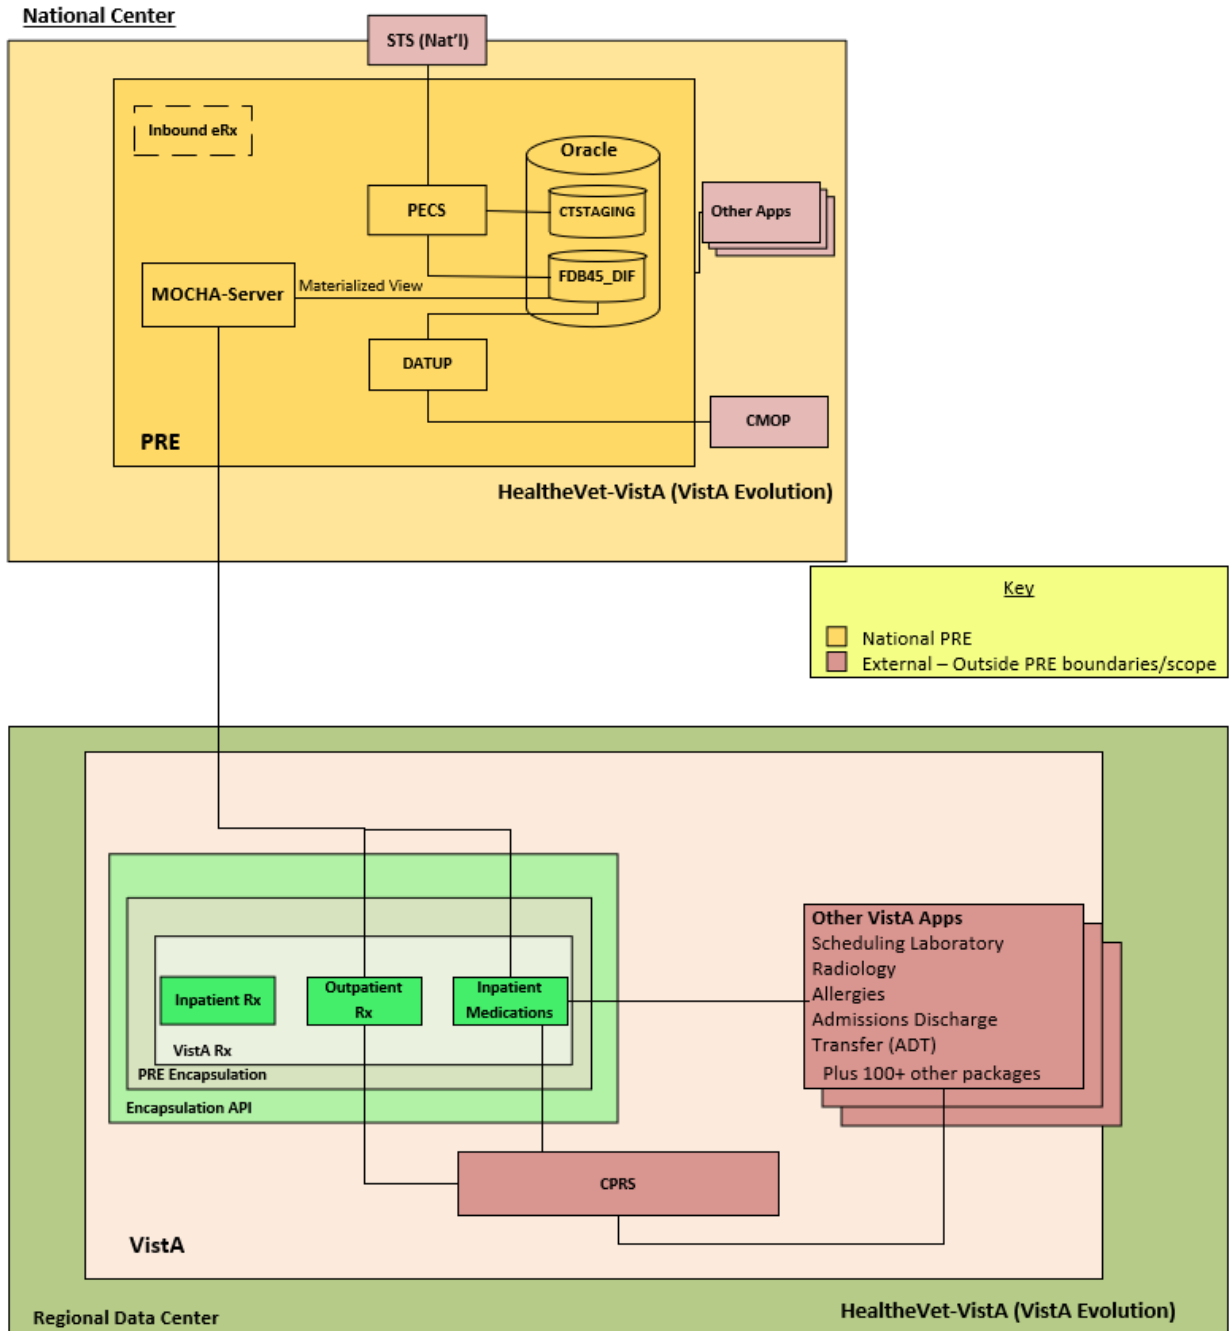 National Center
STS (Nat'l)
Inbound eRx
Oracle
PECS
CTSTAGING
Other Apps
FDB45_DIF
MOCHA-Server
Materialized View
DATUP
CMOP
PRE
HealtheVet-VistA (VistA Evolution)
Key
National PRE
External – Outside PRE boundaries/scope
Other VistA Apps
Scheduling Laboratory
Radiology
Allergies
Admissions Discharge
Transfer (ADT)
Plus 100+ other packages
Inpatient Rx
Outpatient
Rx
Inpatient
Medications
VistA Rx
PRE Encapsulation
Encapsulation API
CPRS
VistA
Regional Data Center
HealtheVet-VistA (VistA Evolution)